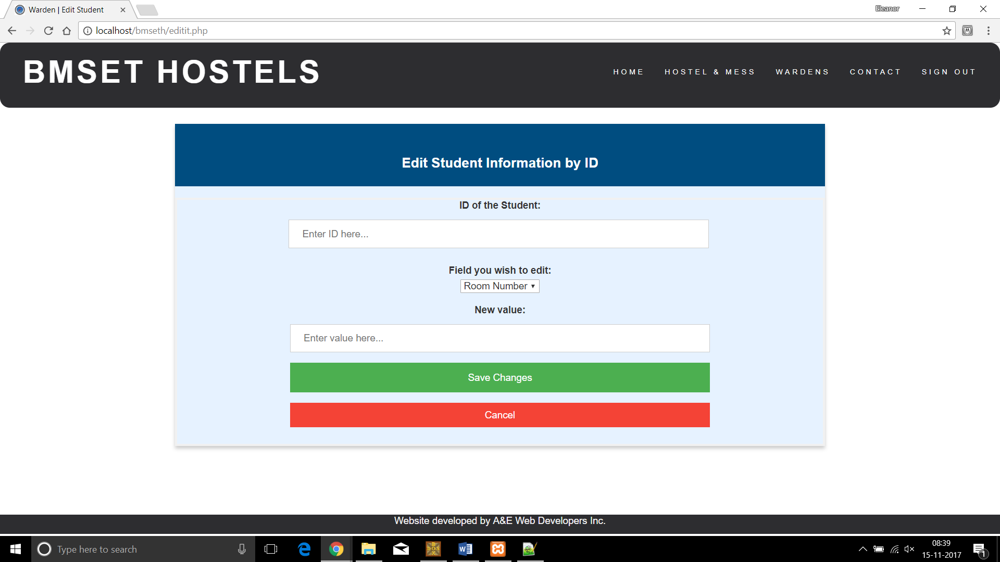 Warden | Edit Student
Eleanor
localhost/bmseth/editit.php
BMSET HOSTELS
HOME HOSTEL & MESS WARDENS CONTACT SIGN OUT
Edit Student Information by ID
ID of the Student:
Enter ID here...
Field you wish to edit:
Room Number
New value:
Enter value here...
Save Changes
Cancel
Website developed by A&E Web Developers Inc.
Type here to search
08:39
15-11-2017
1